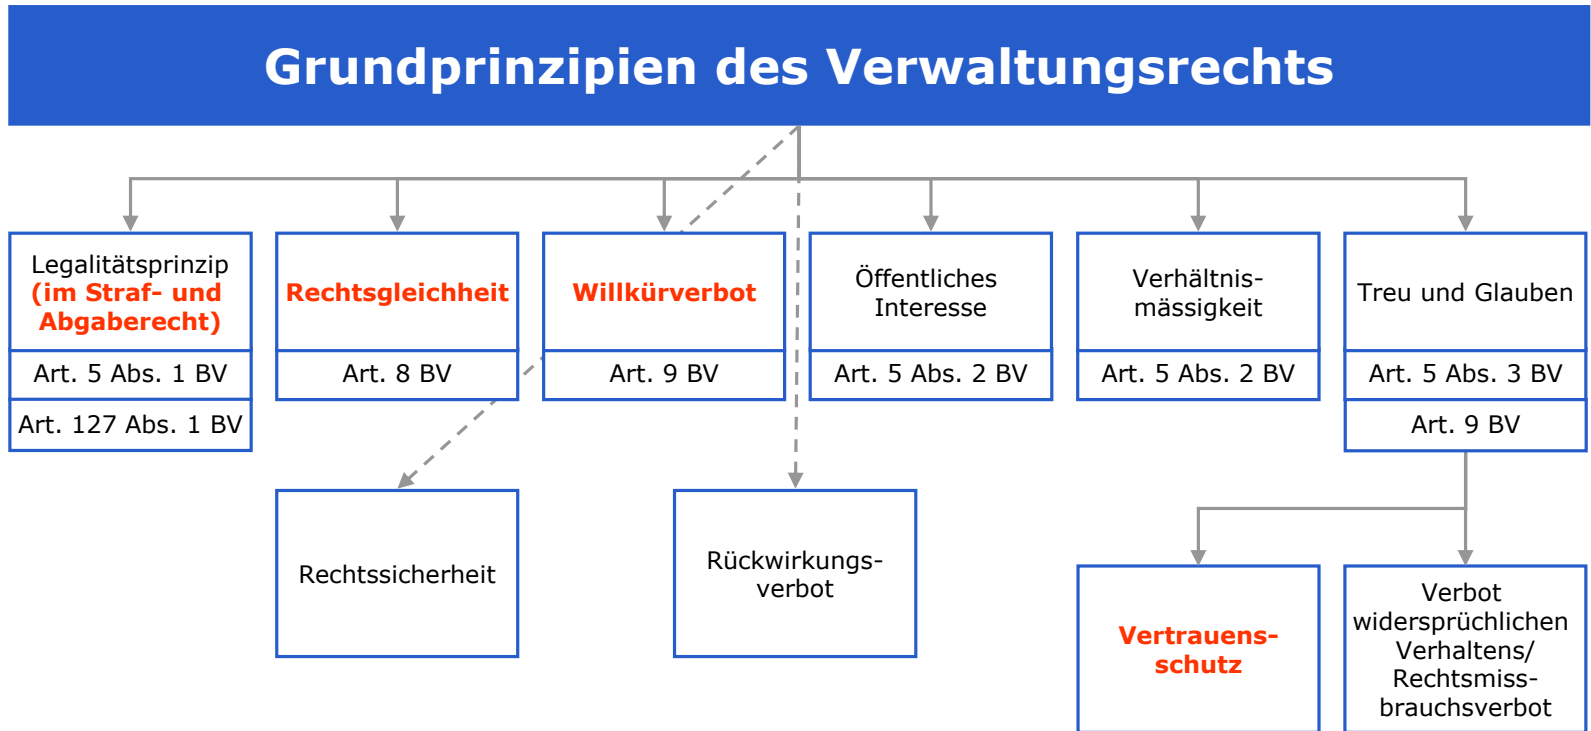 Grundprinzipien des Verwaltungsrechts
Legalitätsprinzip
(im Straf- und
Abgaberecht)
Art. 5 Abs. 1 BV
Art. 127 Abs. 1 BV
Rechtsgleichheit
Art. 8 BV
Willkürverbot
Art. 9 BV
Öffentliches
Interesse
Art. 5 Abs. 2 BV
Verhältnis-
mässigkeit
Art. 5 Abs. 2 BV
Treu und Glauben
Art. 5 Abs. 3 BV
Art. 9 BV
Rechtssicherheit
Rückwirkungs-
verbot
Vertrauens-
schutz
Verbot
widersprüchlichen
Verhaltens/
Rechtsmiss-
brauchsverbot